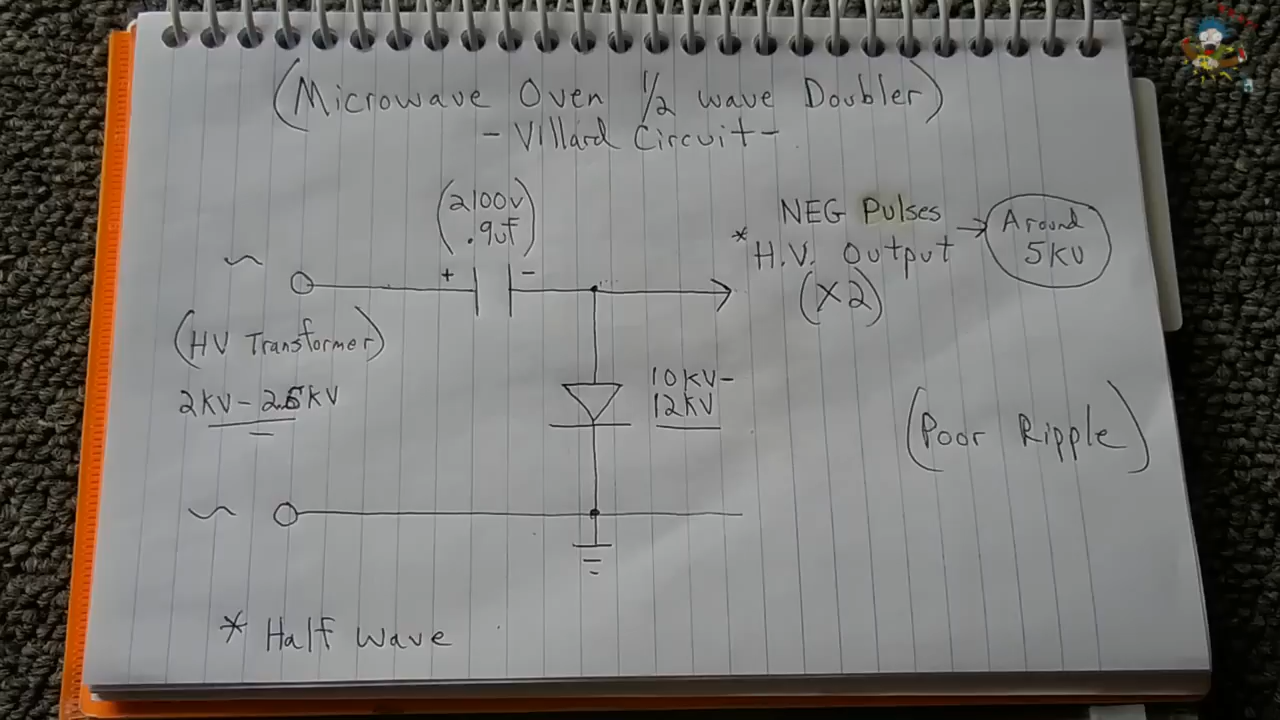 (Microwave Oven 1/2 wave Doubler)
- Villard Circuit -
(2100v
.9uf)
NEG Pulses
* H.V. Output
(X2)
Around
5KV
+ -
(HV Transformer)
2KV - 2.5KV
10KV-
12KV
(Poor Ripple)
* Half wave